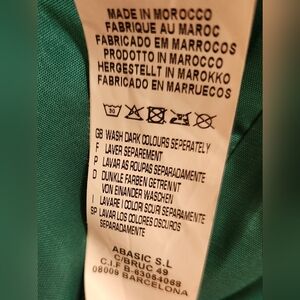 MADE IN MOROCCO
FABRIQUE AU MAROC
FABRICADO EM MARROCOS
PRODOTTO IN MAROCCO
HERGESTELLT IN MAROKKO
FABRICADO EN MARRUECOS
30
GB WASH DARK COLOURS SEPERATELY
F LAVER SEPAREMENT
P LAVAR AS ROUPAS SEPARADAMENTE
D DUNKLE FARBEN GETRENNT
VON EINANDER WASCHEN
I LAVARE I COLORI SCURI SEPARAMENTE
SP LAVAR LOS COLORES OSCUROS
SEPARADAMENTE
ABASIC S.L
C/BRUC 49
C.I.F B-63064068
08009 BARCELONA